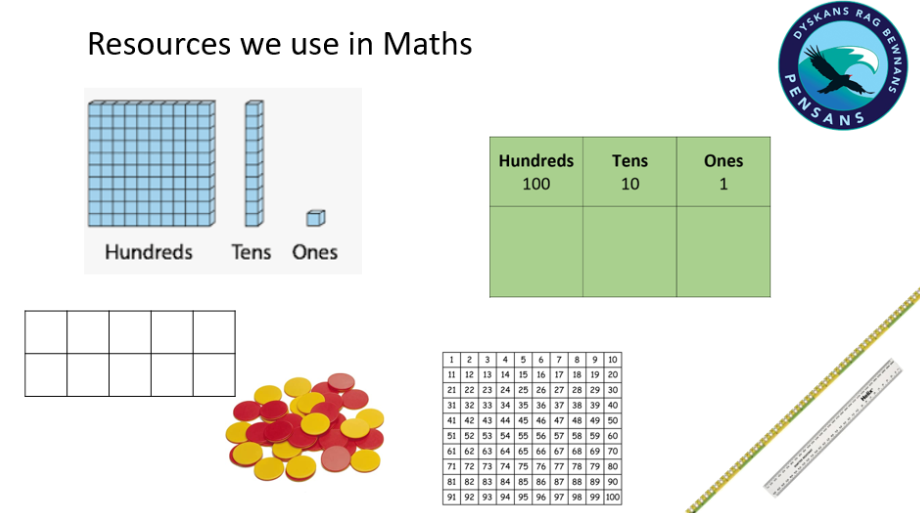 Resources we use in Maths
DYSKANS RAG BEWNANS
PENSANS
Hundreds Tens Ones
Hundreds Tens Ones
100 10 1
1 2 3 4 5 6 7 8 9 10
11 12 13 14 15 16 17 18 19 20
21 22 23 24 25 26 27 28 29 30
31 32 33 34 35 36 37 38 39 40
41 42 43 44 45 46 47 48 49 50
51 52 53 54 55 56 57 58 59 60
61 62 63 64 65 66 67 68 69 70
71 72 73 74 75 76 77 78 79 80
81 82 83 84 85 86 87 88 89 90
91 92 93 94 95 96 97 98 99 100
Helix